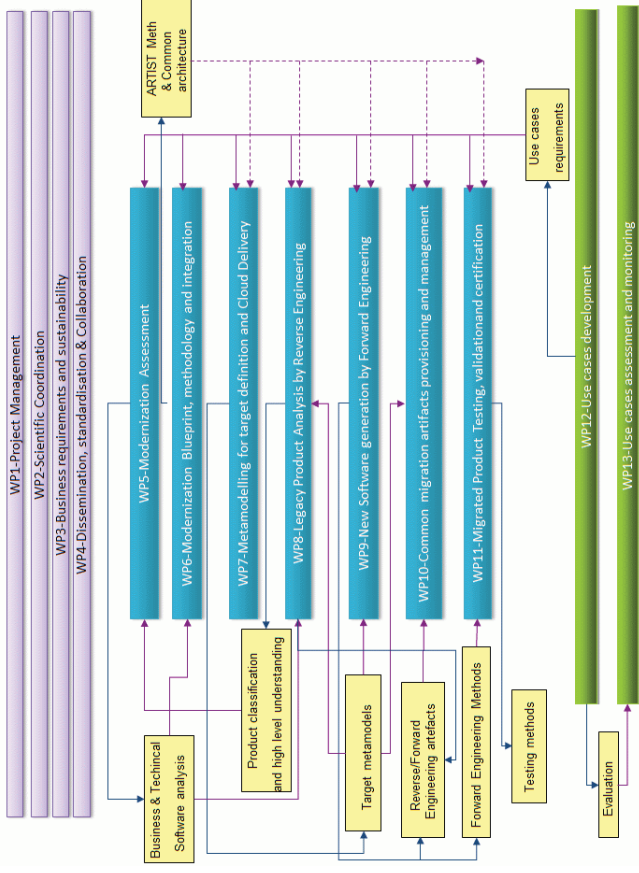 WP1-Project Management
WP2-Scientific Coordination
WP3-Business requirements and sustainability
WP4-Dissemination, standardisation & Collaboration
ARTIST Meth
& Common
architecture
WP5-Modernization Assessment
WP6-Modernization Blueprint, methodology and integration
WP7-Metamodelling for target definition and Cloud Delivery
WP8-Legacy Product Analysis by Reverse Engineering
WP9-New Software generation by Forward Engineering
WP10-Common migration artifacts provisioning and management
WP11-Migrated Product Testing, validationand certification
Use cases
requirements
WP12-Use cases development
WP13-Use cases assessment and monitoring
Business & Techincal
Software analysis
Product classification
and high level understanding
Target metamodels
Reverse/Forward
Engineering artefacts
Forward Engineering Methods
Testing methods
Evaluation